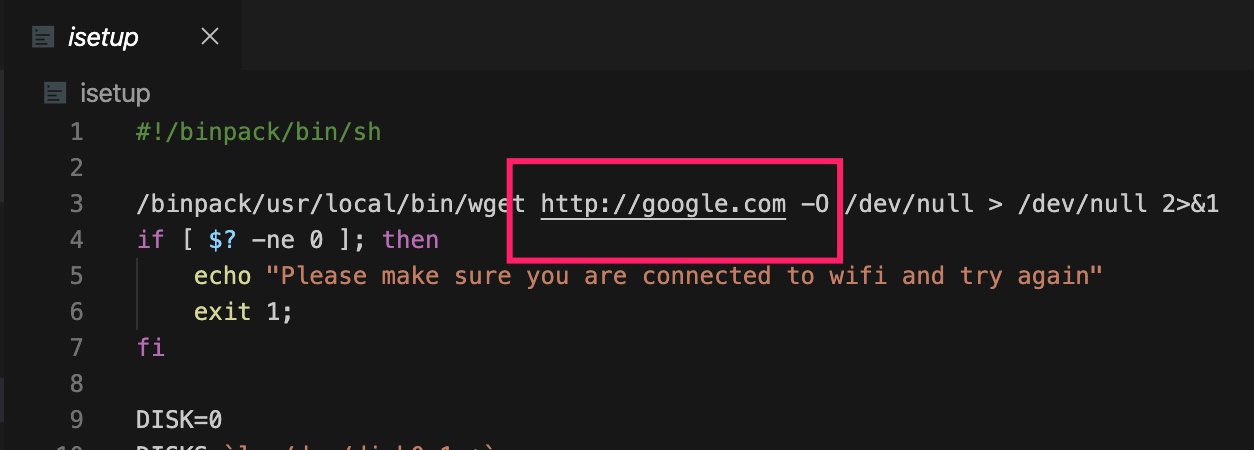 isetup
isetup
1 #!/binpack/bin/sh
2
3 /binpack/usr/local/bin/wget http://google.com -O /dev/null > /dev/null 2>&1
4 if [ $? -ne 0 ]; then
5 echo "Please make sure you are connected to wifi and try again"
6 exit 1;
7 fi
8
9 DISK=0